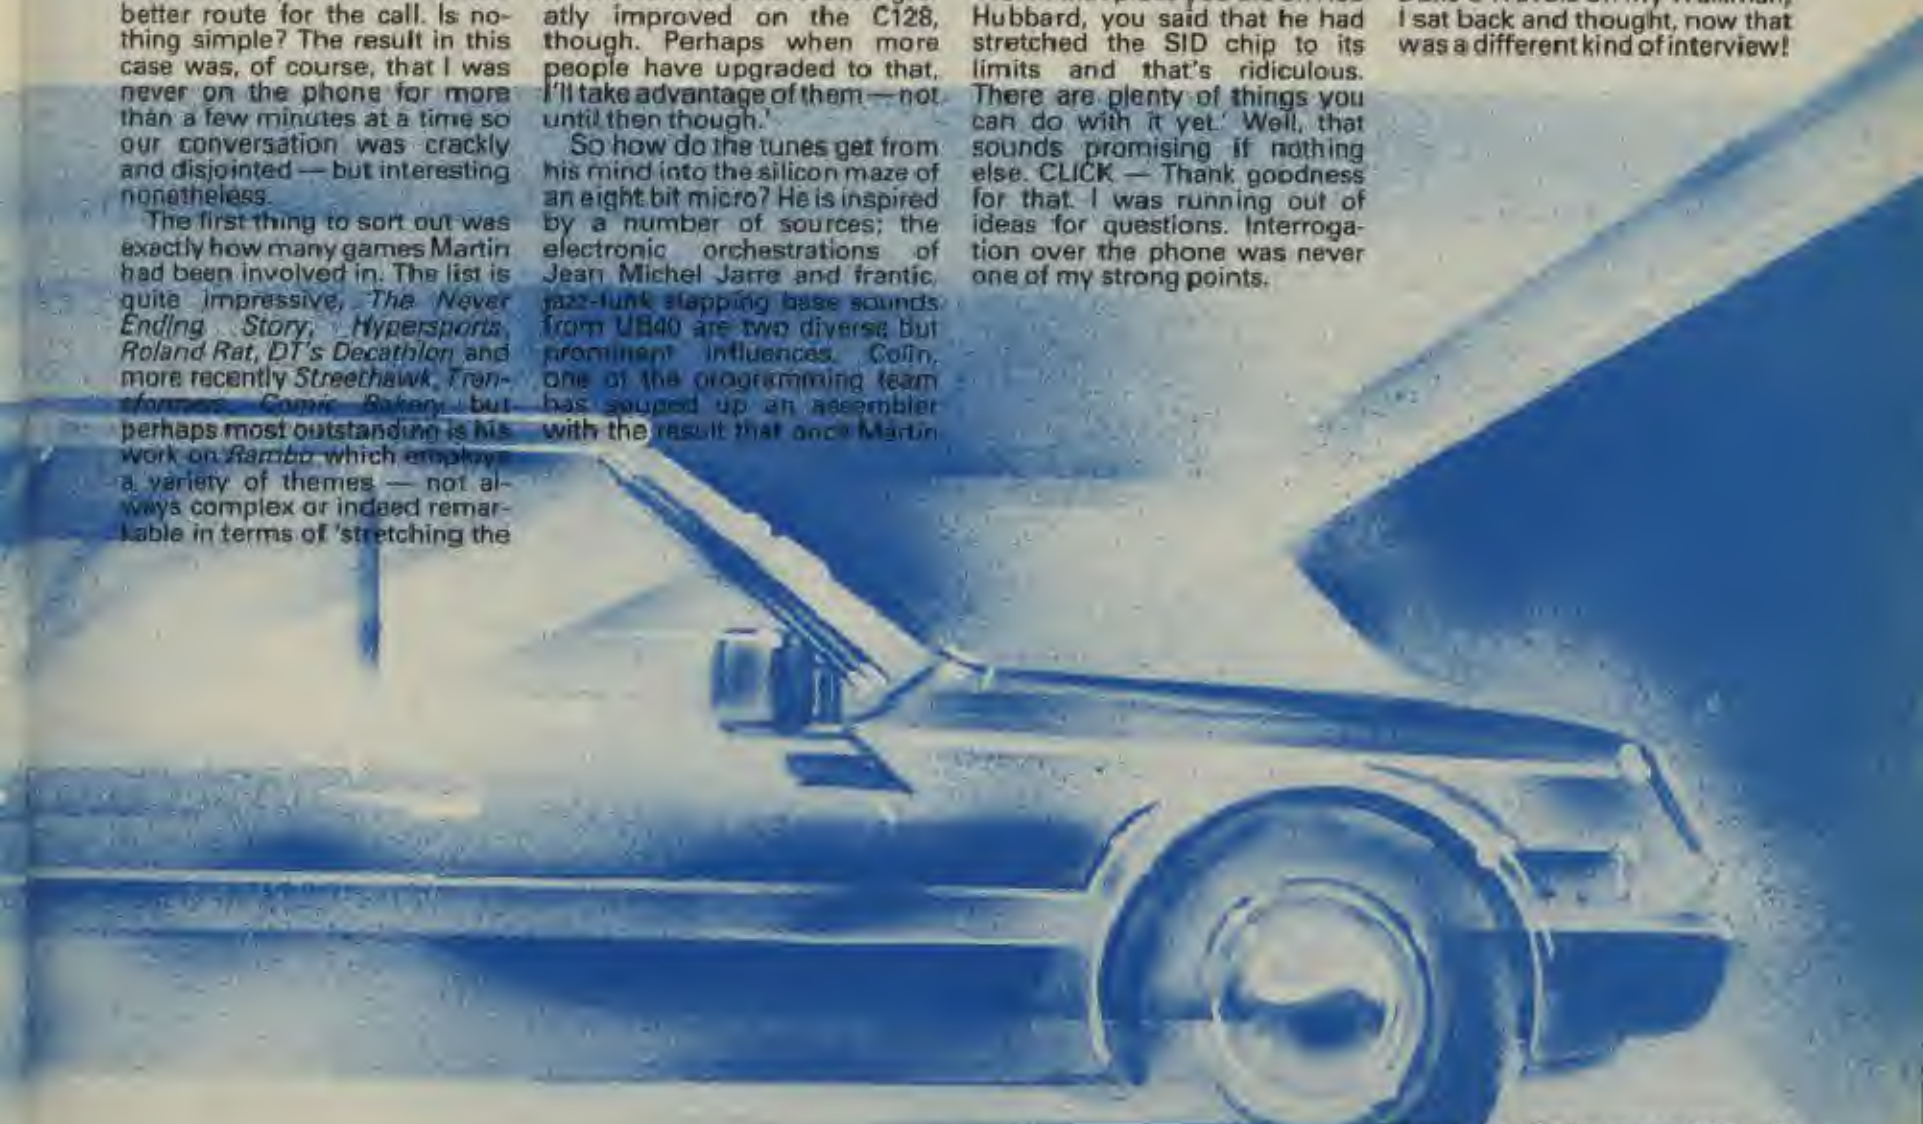 better route for the call. Is no-
thing simple? The result in this
case was, of course, that I was
never on the phone for more
than a few minutes at a time so
our conversation was crackly
and disjointed — but interesting
nonetheless.
The first thing to sort out was
exactly how many games Martin
had been involved in. The list is
quite impressive, The Never
Ending Story, Hypersports,
Roland Rat, DT's Decathlon and
more recently Streethawk, Tran-
sformers, Comic Bakery but
perhaps most outstanding is his
work on Rambo which employs
a variety of themes — not al-
ways complex or indeed remar-
kable in terms of 'stretching the
atly improved on the C128,
though. Perhaps when more
people have upgraded to that,
I'll take advantage of them — not
until then though.'
So how do the tunes get from
his mind into the silicon maze of
an eight bit micro? He is inspired
by a number of sources; the
electronic orchestrations of
Jean Michel Jarre and frantic,
jazz-funk slapping base sounds
from UB40 are two diverse but
prominent influences. Colin,
one of the programming team
has souped up an assembler
with the result that once Martin
Hubbard, you said that he had
stretched the SID chip to its
limits and that's ridiculous.
There are plenty of things you
can do with it yet.' Well, that
sounds promising if nothing
else. CLICK — Thank goodness
for that. I was running out of
ideas for questions. Interroga-
tion over the phone was never
one of my strong points.
I sat back and thought, now that
was a different kind of interview!